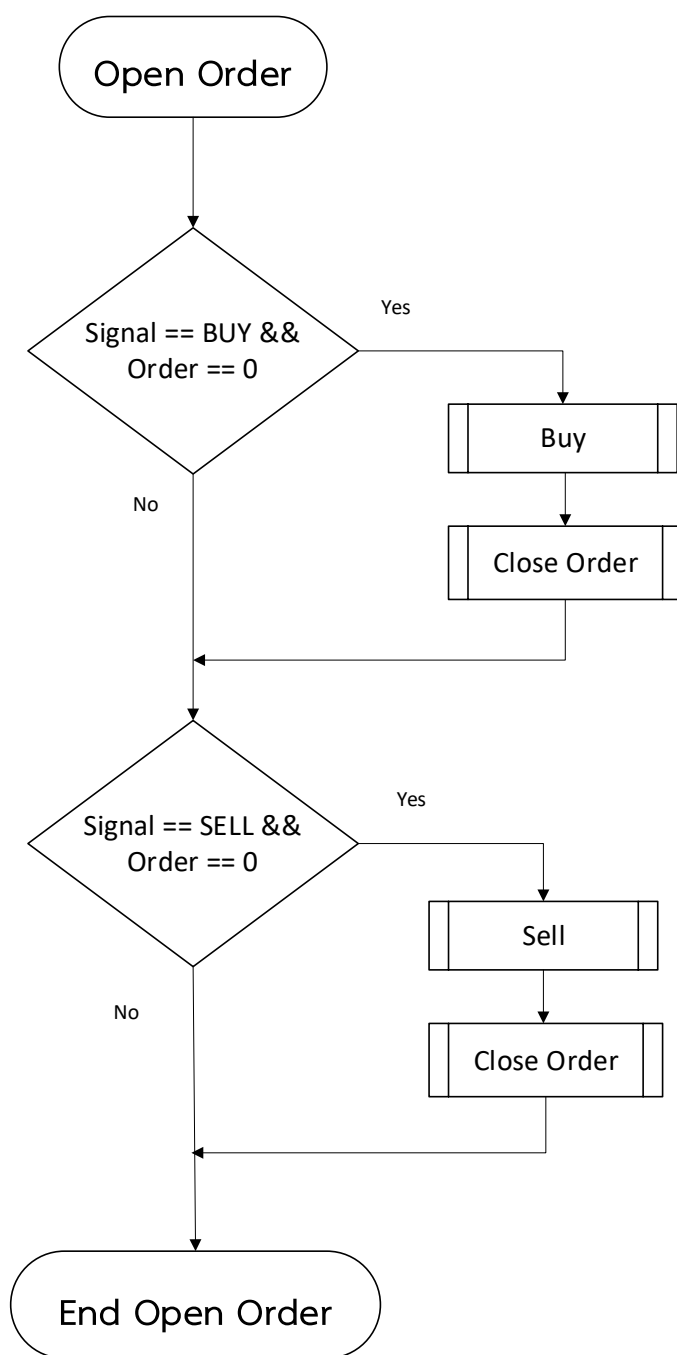 Open Order
Yes
Signal == BUY &&
Order == 0
Buy
No
Close Order
Yes
Signal == SELL &&
Order == 0
Sell
No
Close Order
End Open Order